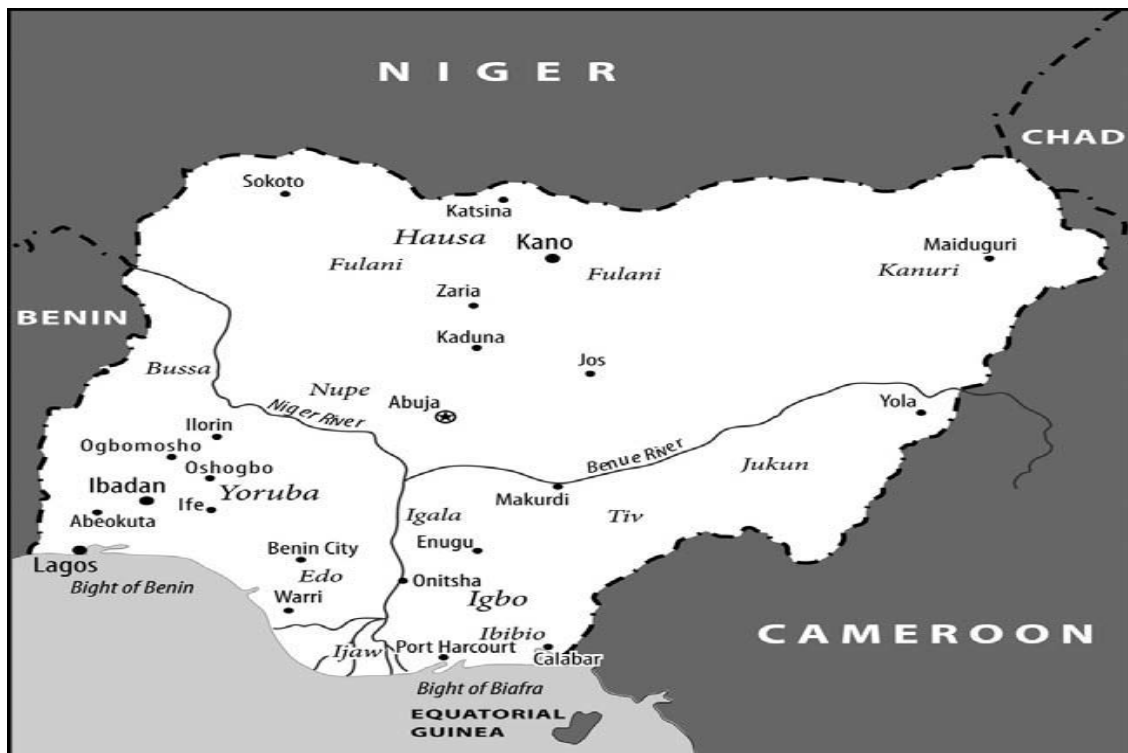 NIGER
CHAD
Sokoto
Katsina
Hausa
Kano
Maiduguri
Fulani
Fulani
Kanuri
Zaria
BENIN
Kaduna
Jos
Bussa
Nupe
Abuja
Niger River
Yola
Ilorin
Ogbomosho
Benue River
Jukun
Oshogbo
Ibadan
Yoruba
Makurdi
Ife
Igala
Tiv
Abeokuta
Enugu
Lagos
Benin City
Bight of Benin
Edo
Onitsha
Warri
Igbo
Ibibio
CAMEROON
Ijaw
Port Harcourt
Calabar
Bight of Biafra
EQUATORIAL
GUINEA